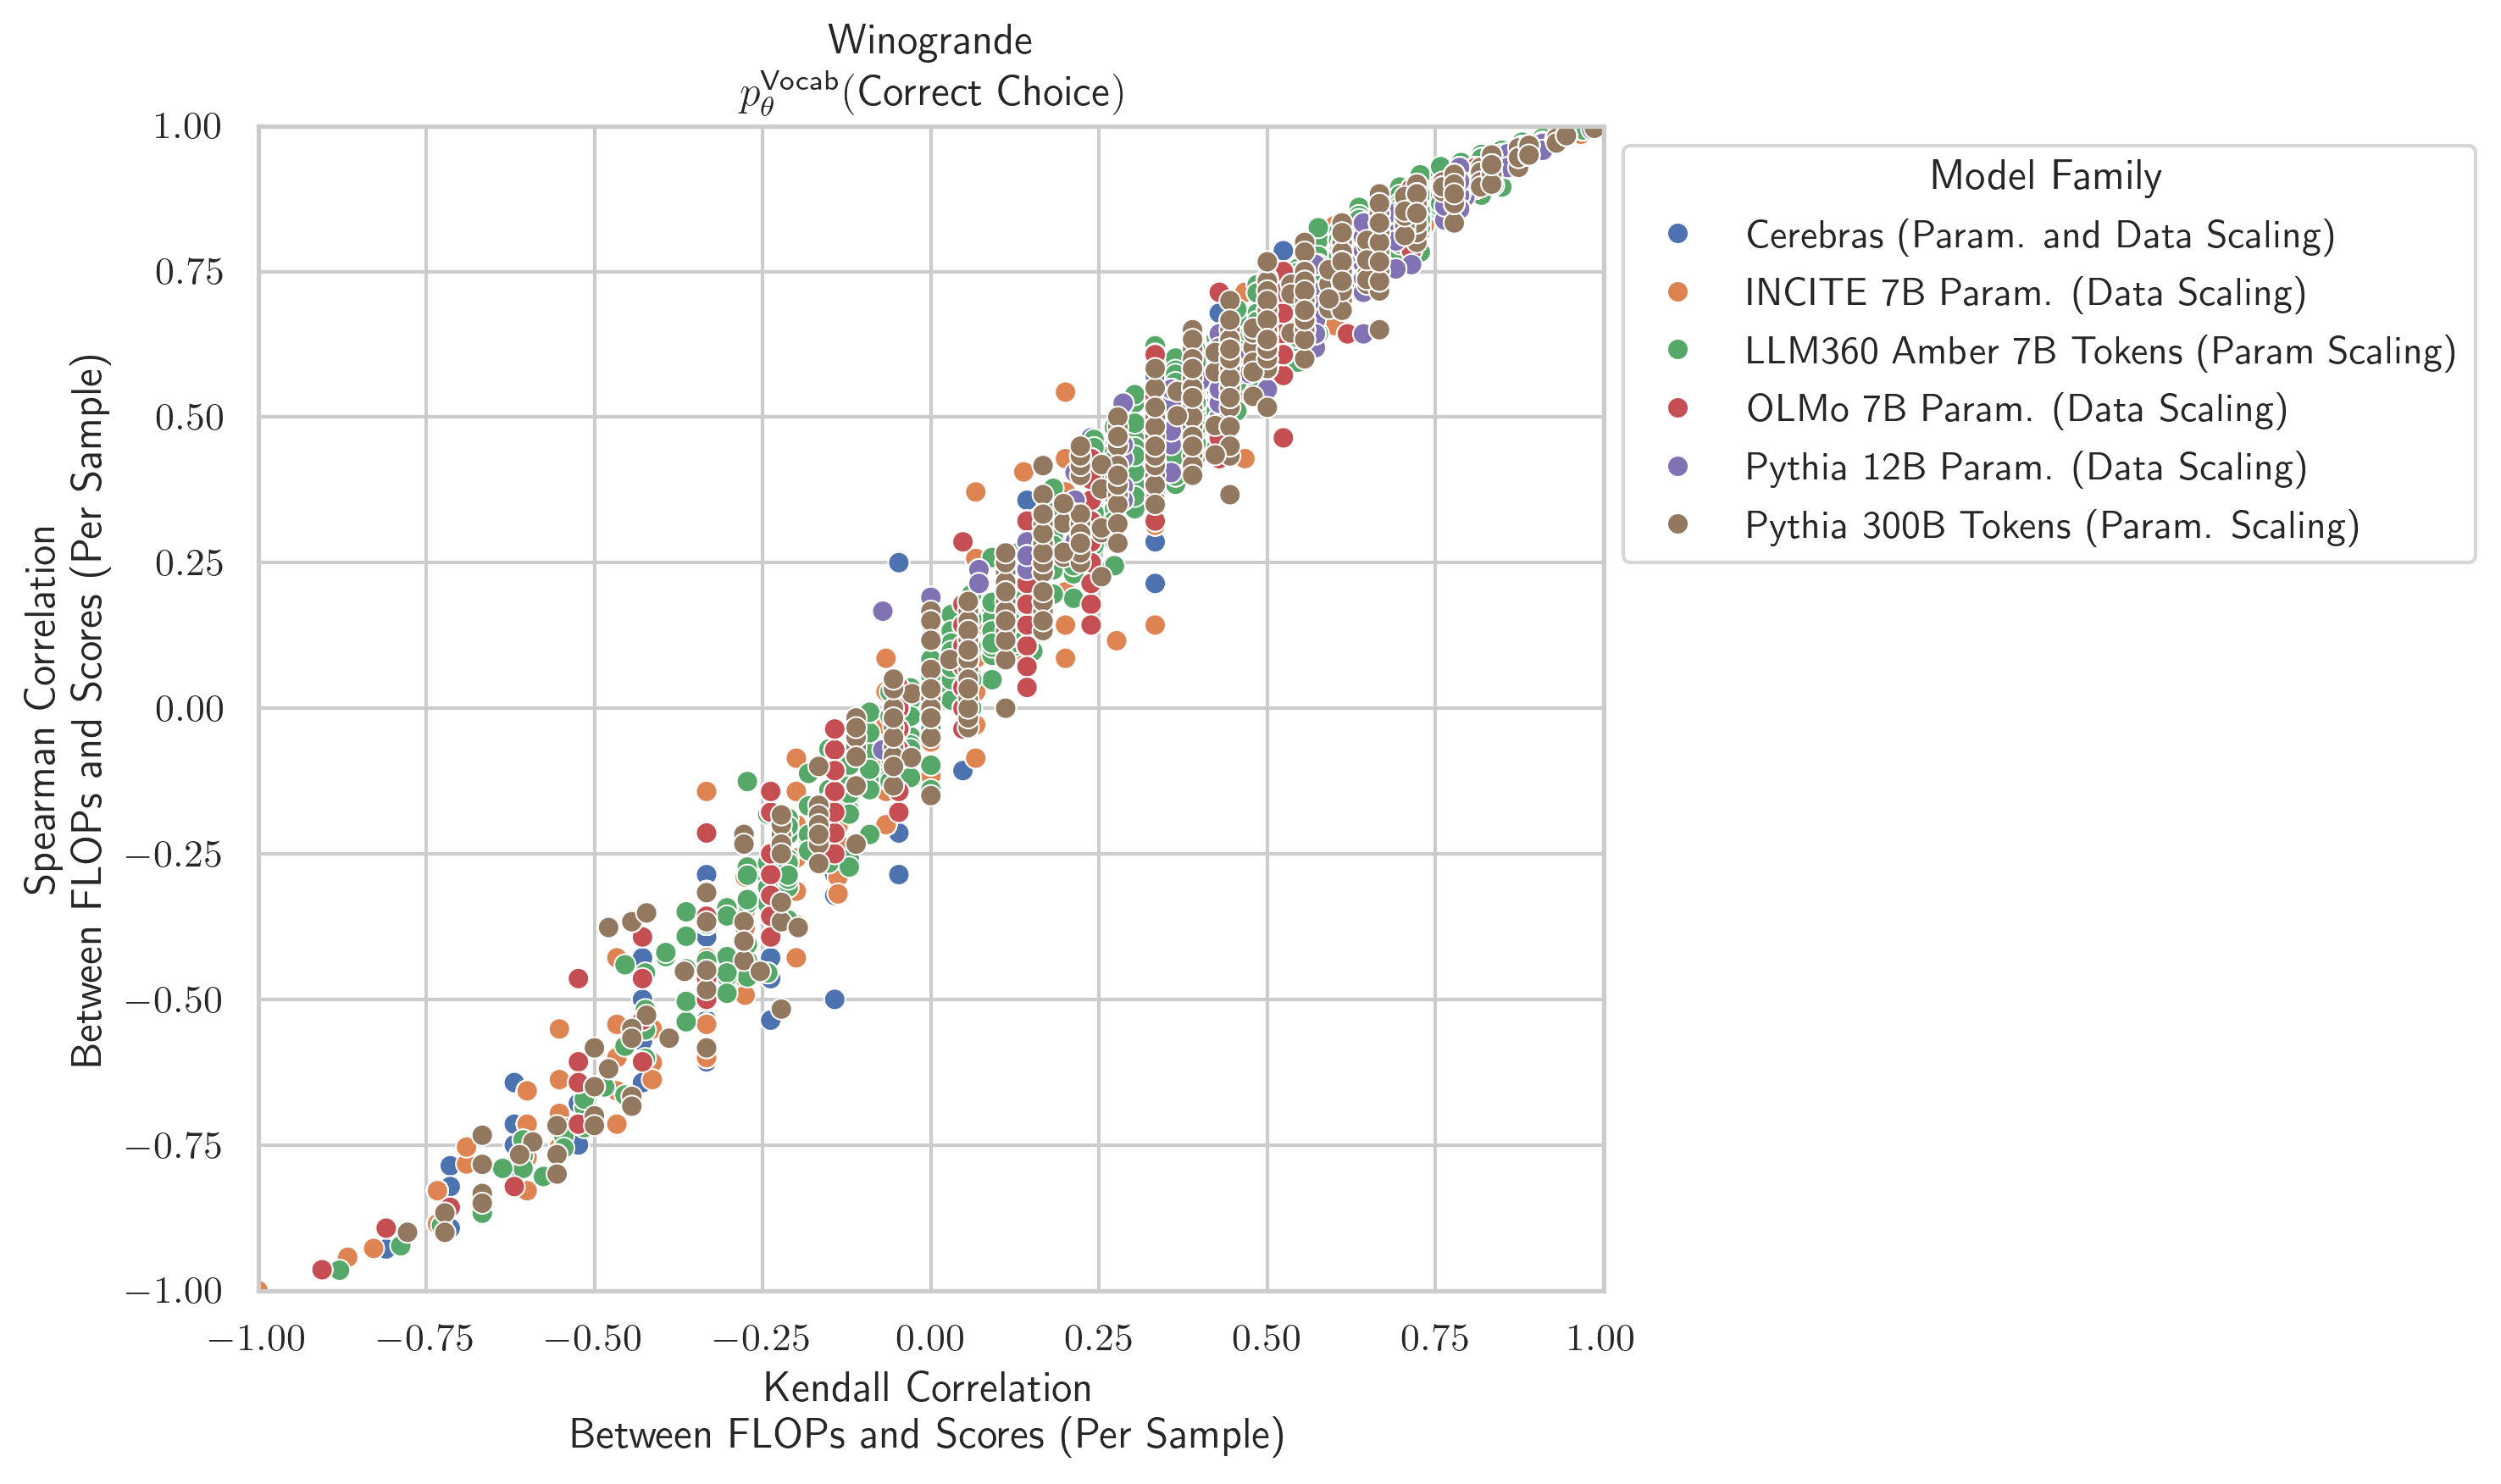 Winogrande
p_θ^Vocab(Correct Choice)
1.00
0.75
0.50
0.25
0.00
−0.25
−0.50
−0.75
−1.00
Spearman Correlation
Between FLOPs and Scores (Per Sample)
−1.00
−0.75
−0.50
−0.25
0.00
0.25
0.50
0.75
1.00
Kendall Correlation
Between FLOPs and Scores (Per Sample)
Model Family
Cerebras (Param. and Data Scaling)
INCITE 7B Param. (Data Scaling)
LLM360 Amber 7B Tokens (Param Scaling)
OLMo 7B Param. (Data Scaling)
Pythia 12B Param. (Data Scaling)
Pythia 300B Tokens (Param. Scaling)